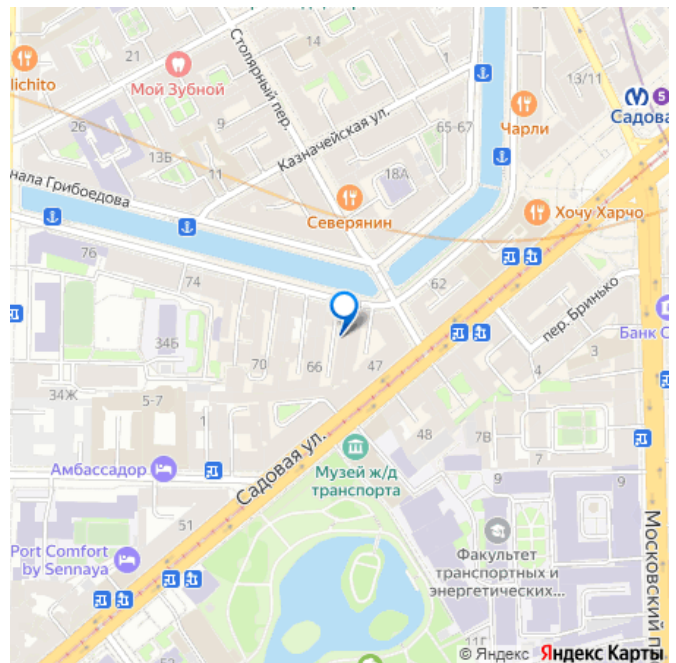 Столярный пер.
14
21
lichito
Мой Зубной
13/11
5
Садова
26
9
65-67
Чарли
Казначейская ул.
13Б
11
18А
нала Грибоедова
Северянин
Хочу Харчо
76
74
62
пер. Бринько
Банк С
34Б
70
66
47
3
34Ж
5-7
1
48
7В
4
Амбассадор
Садовая ул.
Музей ж/д
транспорта
9
9
51
Port Comfort
by Sennaya
Факультет
транспортных и
энергетических...
Московский п
11Г
© Яндекс Яндекс Карты